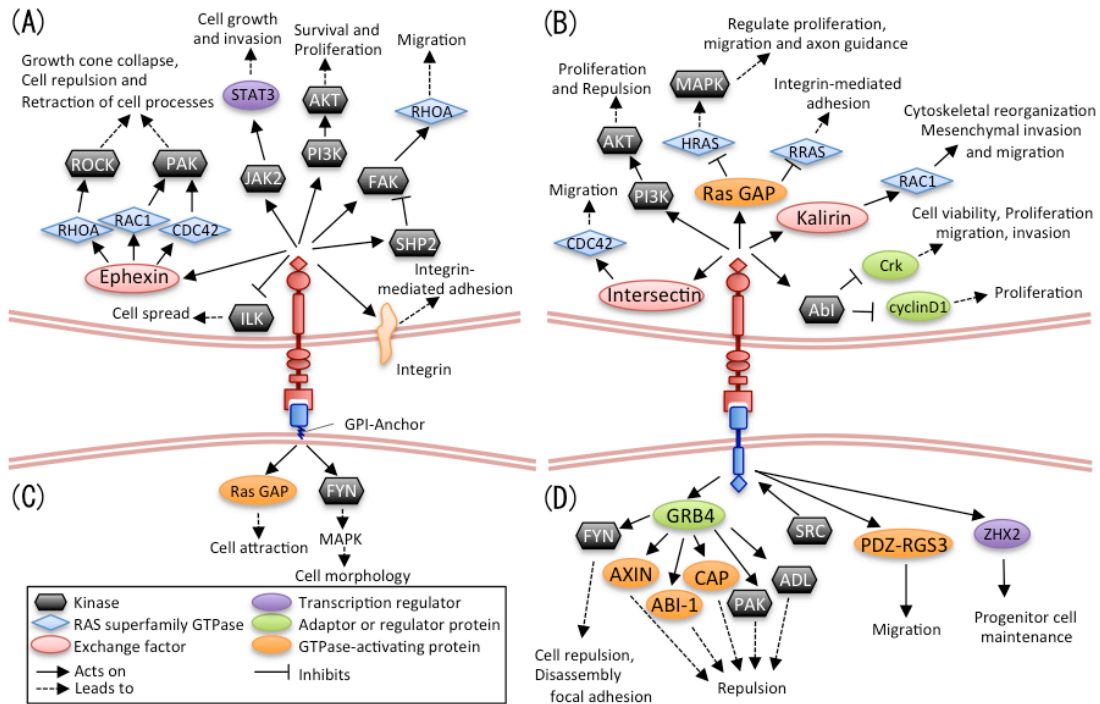 (A)
Cell growth
and invasion
Survival and
Proliferation
Migration
Growth cone collapse,
Cell repulsion and
Retraction of cell processes
STAT3
AKT
RHOA
ROCK
PAK
JAK2
PI3K
FAK
RHOA
RAC1
CDC42
SHP2
Ephexin
Integrin-
mediated adhesion
Cell spread
ILK
Integrin
GPI-Anchor
(B)
Regulate proliferation,
migration and axon guidance
Proliferation
and Repulsion
MAPK
Integrin-mediated
adhesion
Cytoskeletal reorganization
Mesenchymal invasion
and migration
AKT
HRAS
RRAS
RAC1
Migration
PI3K
Ras GAP
Kalirin
Cell viability, Proliferation
migration, invasion
CDC42
Crk
Intersectin
Abl
cyclinD1
Proliferation
(C)
Ras GAP
FYN
Cell attraction
MAPK
Cell morphology
(D)
GRB4
FYN
SRC
PDZ-RGS3
ZHX2
AXIN
CAP
ADL
ABI-1
PAK
Cell repulsion,
Disassembly
focal adhesion
Repulsion
Migration
Progenitor cell
maintenance
Kinase
Transcription regulator
RAS superfamily GTPase
Adaptor or regulator protein
Exchange factor
GTPase-activating protein
Acts on
Inhibits
Leads to